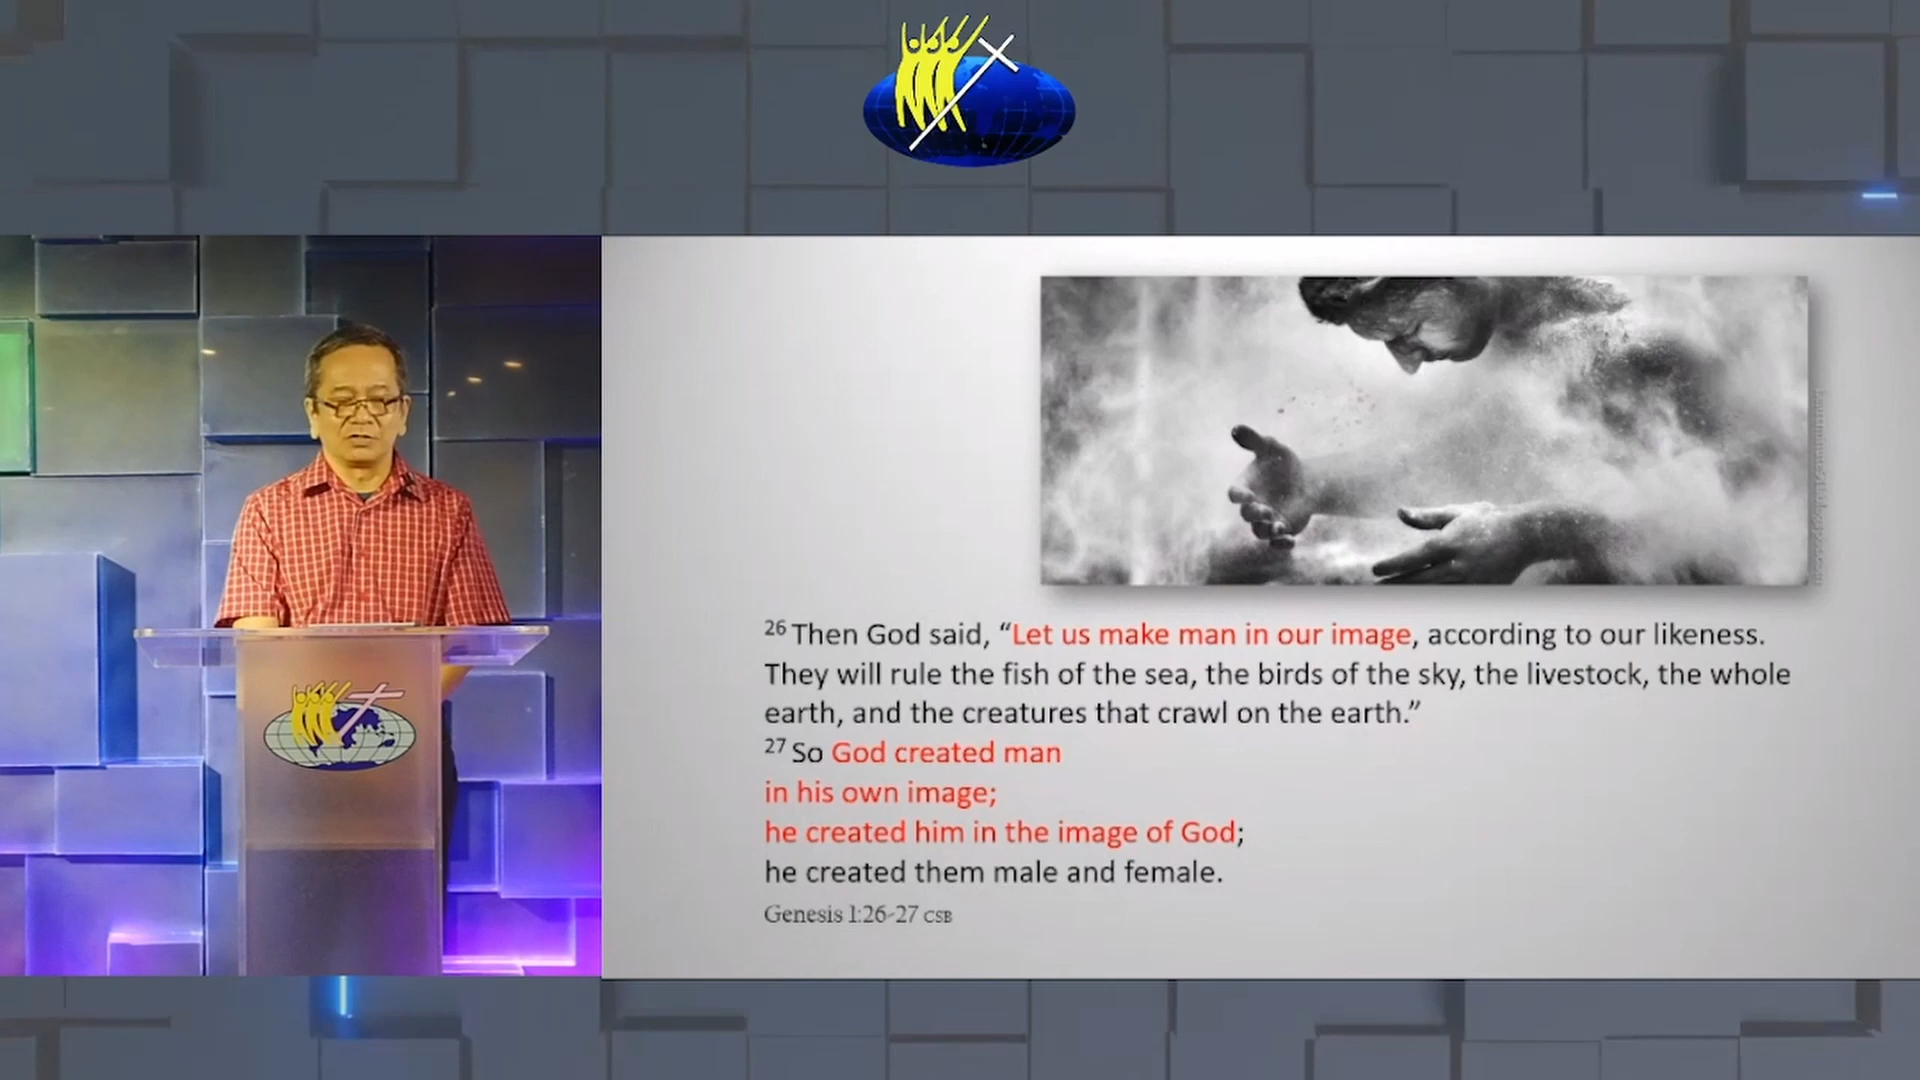 26 Then God said, “Let us make man in our image, according to our likeness.
They will rule the fish of the sea, the birds of the sky, the livestock, the whole
earth, and the creatures that crawl on the earth.”
27 So God created man
in his own image;
he created him in the image of God;
he created them male and female.
Genesis 1:26-27 CSB